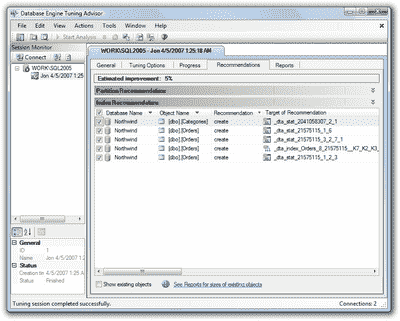 Database Engine Tuning Advisor
File Edit View Actions Tools Window Help
Start Analysis
Session Monitor
Connect
WORK\SQL2005
Jon 4/5/2007 1:25
WORK\SQL2005 - Jon 4/5/2007 1:25:18 AM
General Tuning Options Progress Recommendations Reports
Estimated improvement: 5%
Partition Recommendations
Index Recommendations
Database Name Object Name Recommendation Target of Recommendation
Northwind [dbo].[Categories] create _dta_stat_2041058307_2_1
Northwind [dbo].[Orders] create _dta_stat_21575115_1_6
Northwind [dbo].[Orders] create _dta_stat_21575115_3_2_7_1
Northwind [dbo].[Orders] create _dta_index_Orders_8_21575115__K7_K2_K3_
Northwind [dbo].[Orders] create _dta_stat_21575115_1_2_3
General
ID 1
Name Jon 4/5/2007 1
Status
Creation tim 4/5/2007 1:25 A
Status Finished
Show existing objects
See Reports for sizes of existing objects
Tuning session completed successfully.
Connections: 2